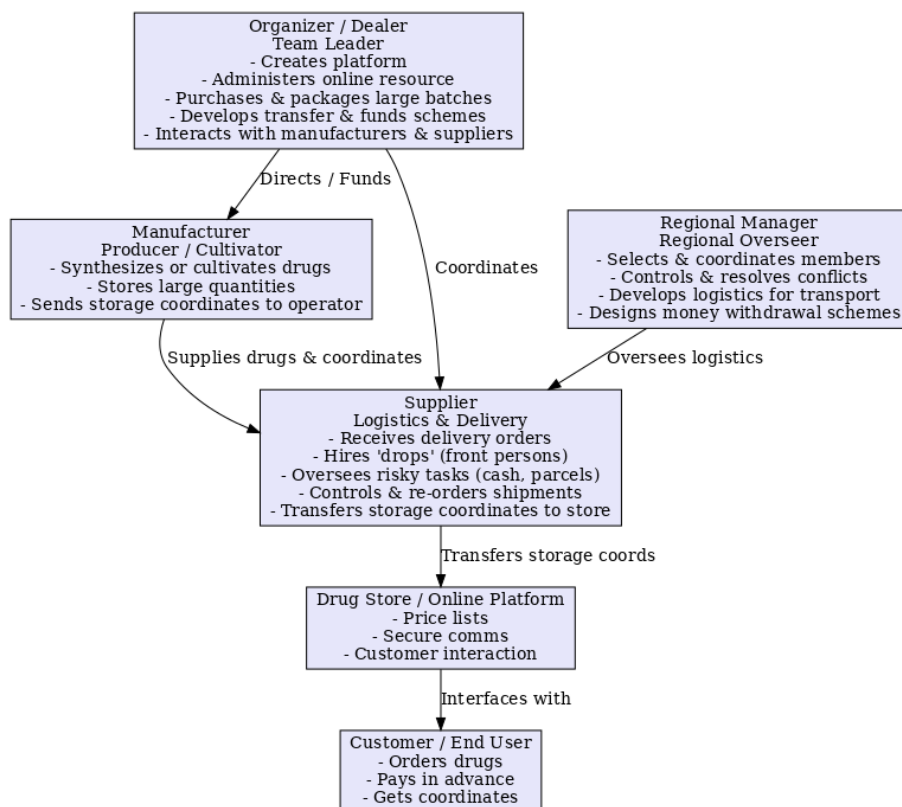 Organizer / Dealer
Team Leader
- Creates platform
- Administers online resource
- Purchases & packages large batches
- Develops transfer & funds schemes
- Interacts with manufacturers & suppliers
Directs / Funds
Manufacturer
Producer / Cultivator
- Synthesizes or cultivates drugs
- Stores large quantities
- Sends storage coordinates to operator
Coordinates
Regional Manager
Regional Overseer
- Selects & coordinates members
- Controls & resolves conflicts
- Develops logistics for transport
- Designs money withdrawal schemes
Supplies drugs & coordinates
Oversees logistics
Supplier
Logistics & Delivery
- Receives delivery orders
- Hires 'drops' (front persons)
- Oversees risky tasks (cash, parcels)
- Controls & re-orders shipments
- Transfers storage coordinates to store
Transfers storage coords
Drug Store / Online Platform
- Price lists
- Secure comms
- Customer interaction
Interfaces with
Customer / End User
- Orders drugs
- Pays in advance
- Gets coordinates